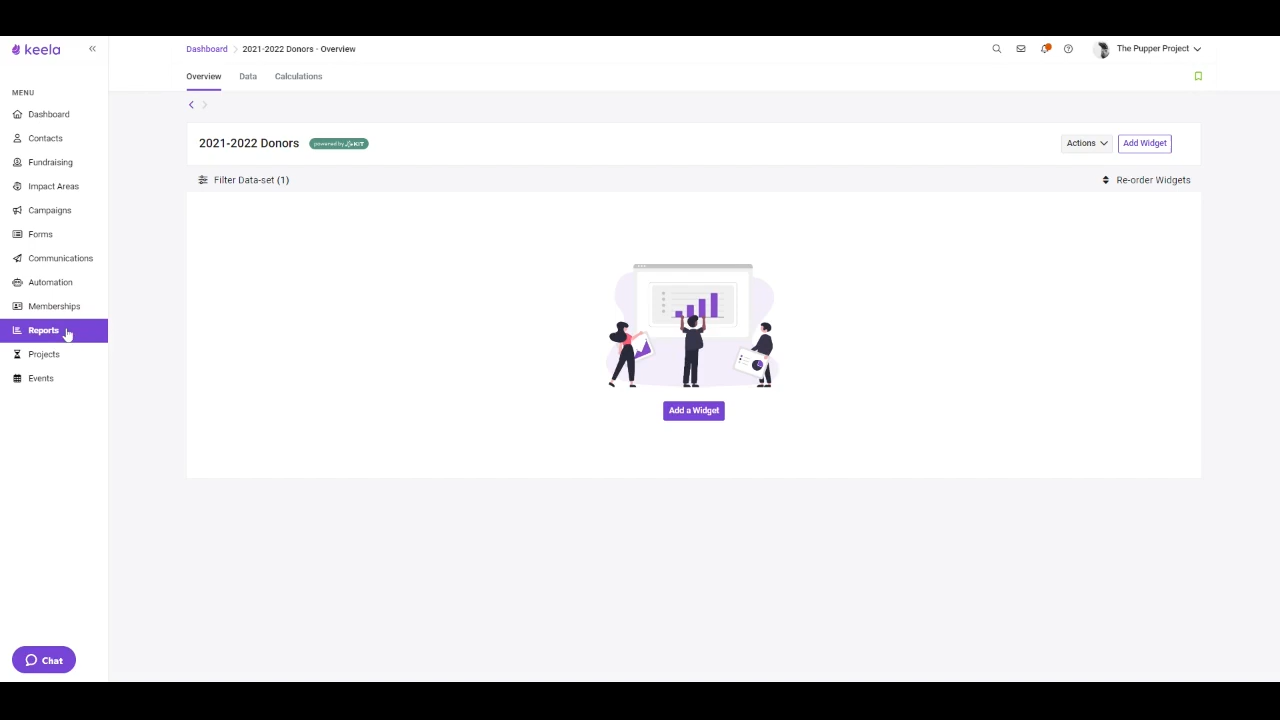 keela
Dashboard 2021-2022 Donors - Overview
The Pupper Project
Overview Data Calculations
MENU
Dashboard
Contacts
Fundraising
Impact Areas
Campaigns
Forms
Communications
Automation
Memberships
Reports
Projects
Events
Chat
2021-2022 Donors
powered by
Actions
Add Widget
Filter Data-set (1)
Re-order Widgets
Add a Widget